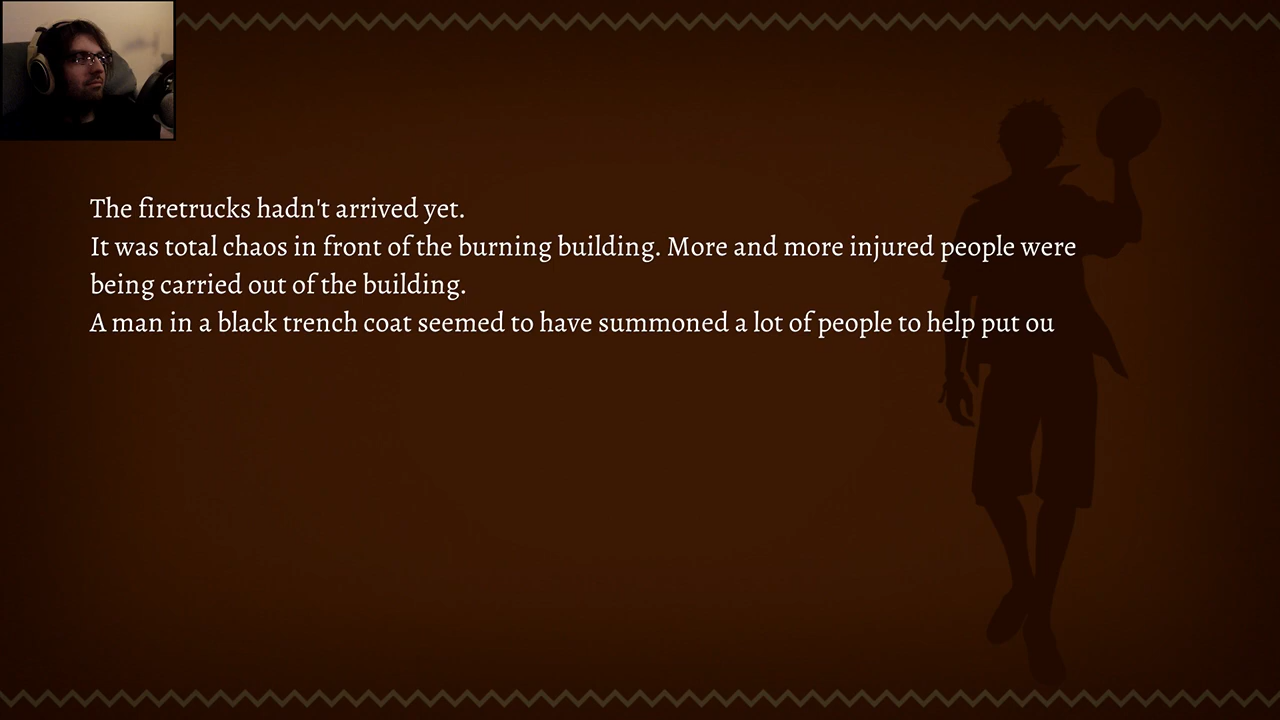 The firetrucks hadn't arrived yet.
It was total chaos in front of the burning building. More and more injured people were
being carried out of the building.
A man in a black trench coat seemed to have summoned a lot of people to help put ou